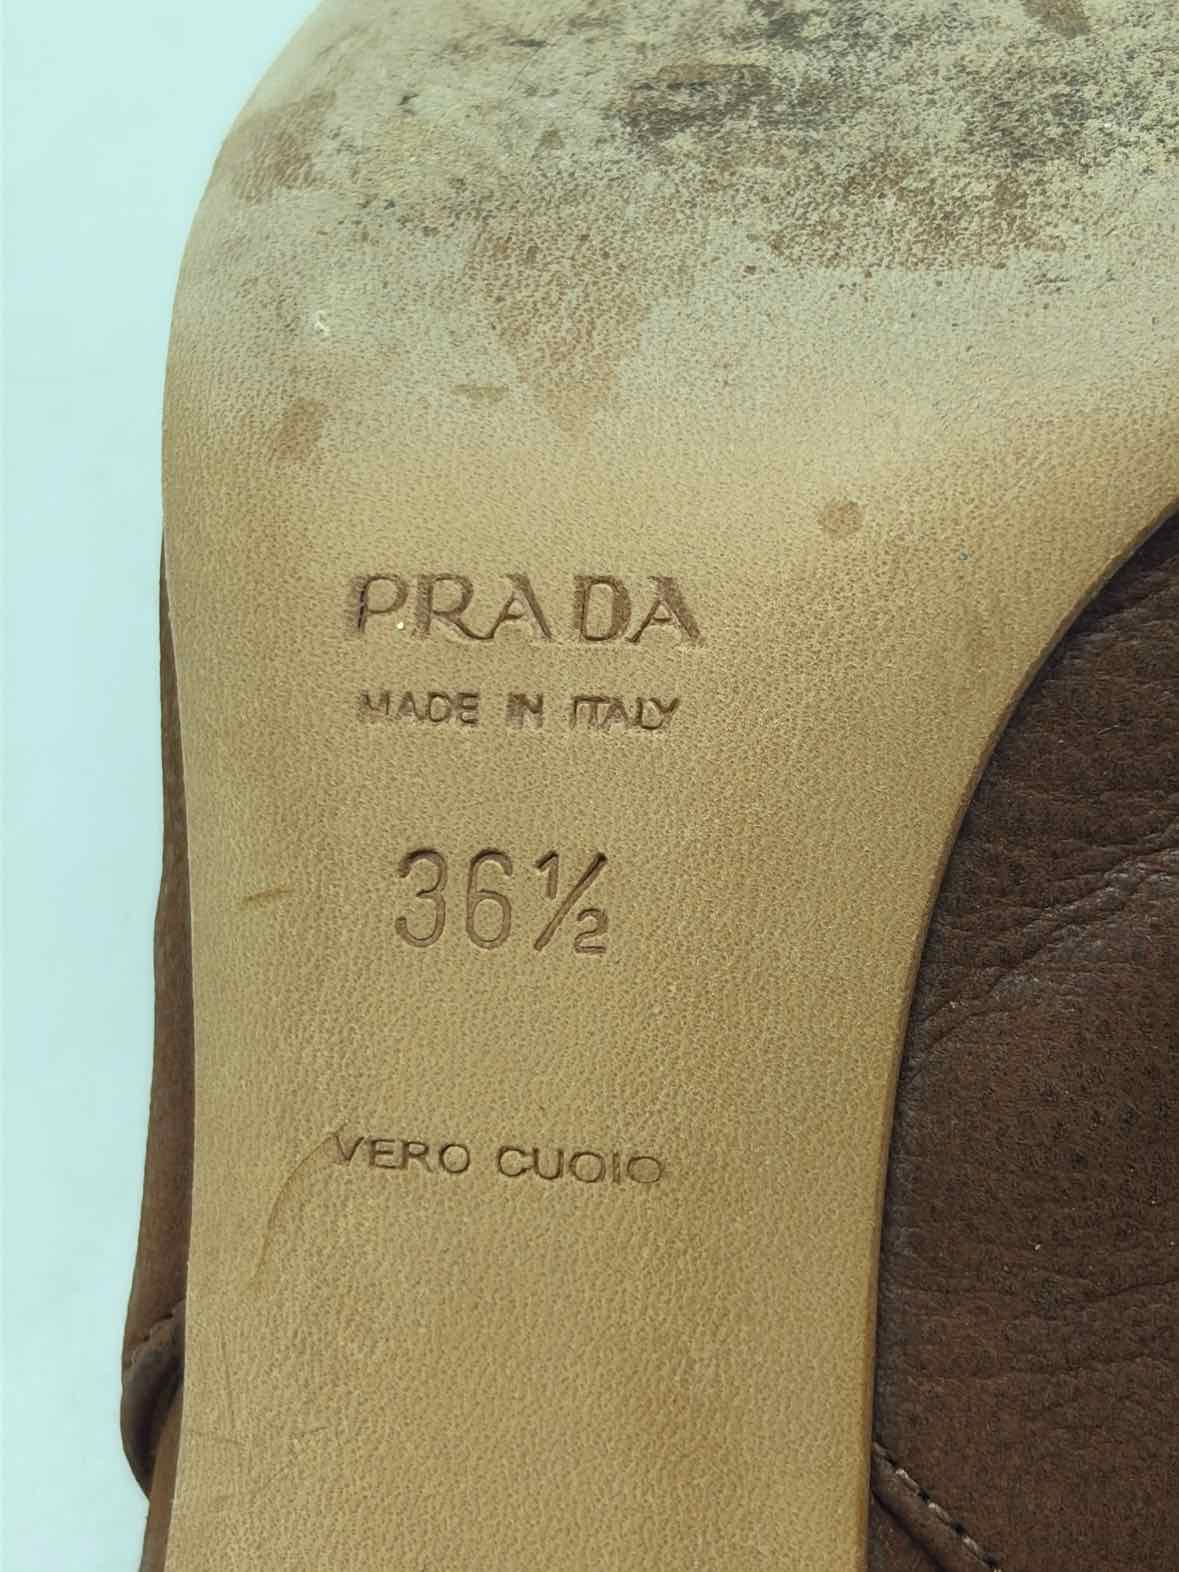 PRADA
MADE IN ITALY
36½
VERO CUOIO